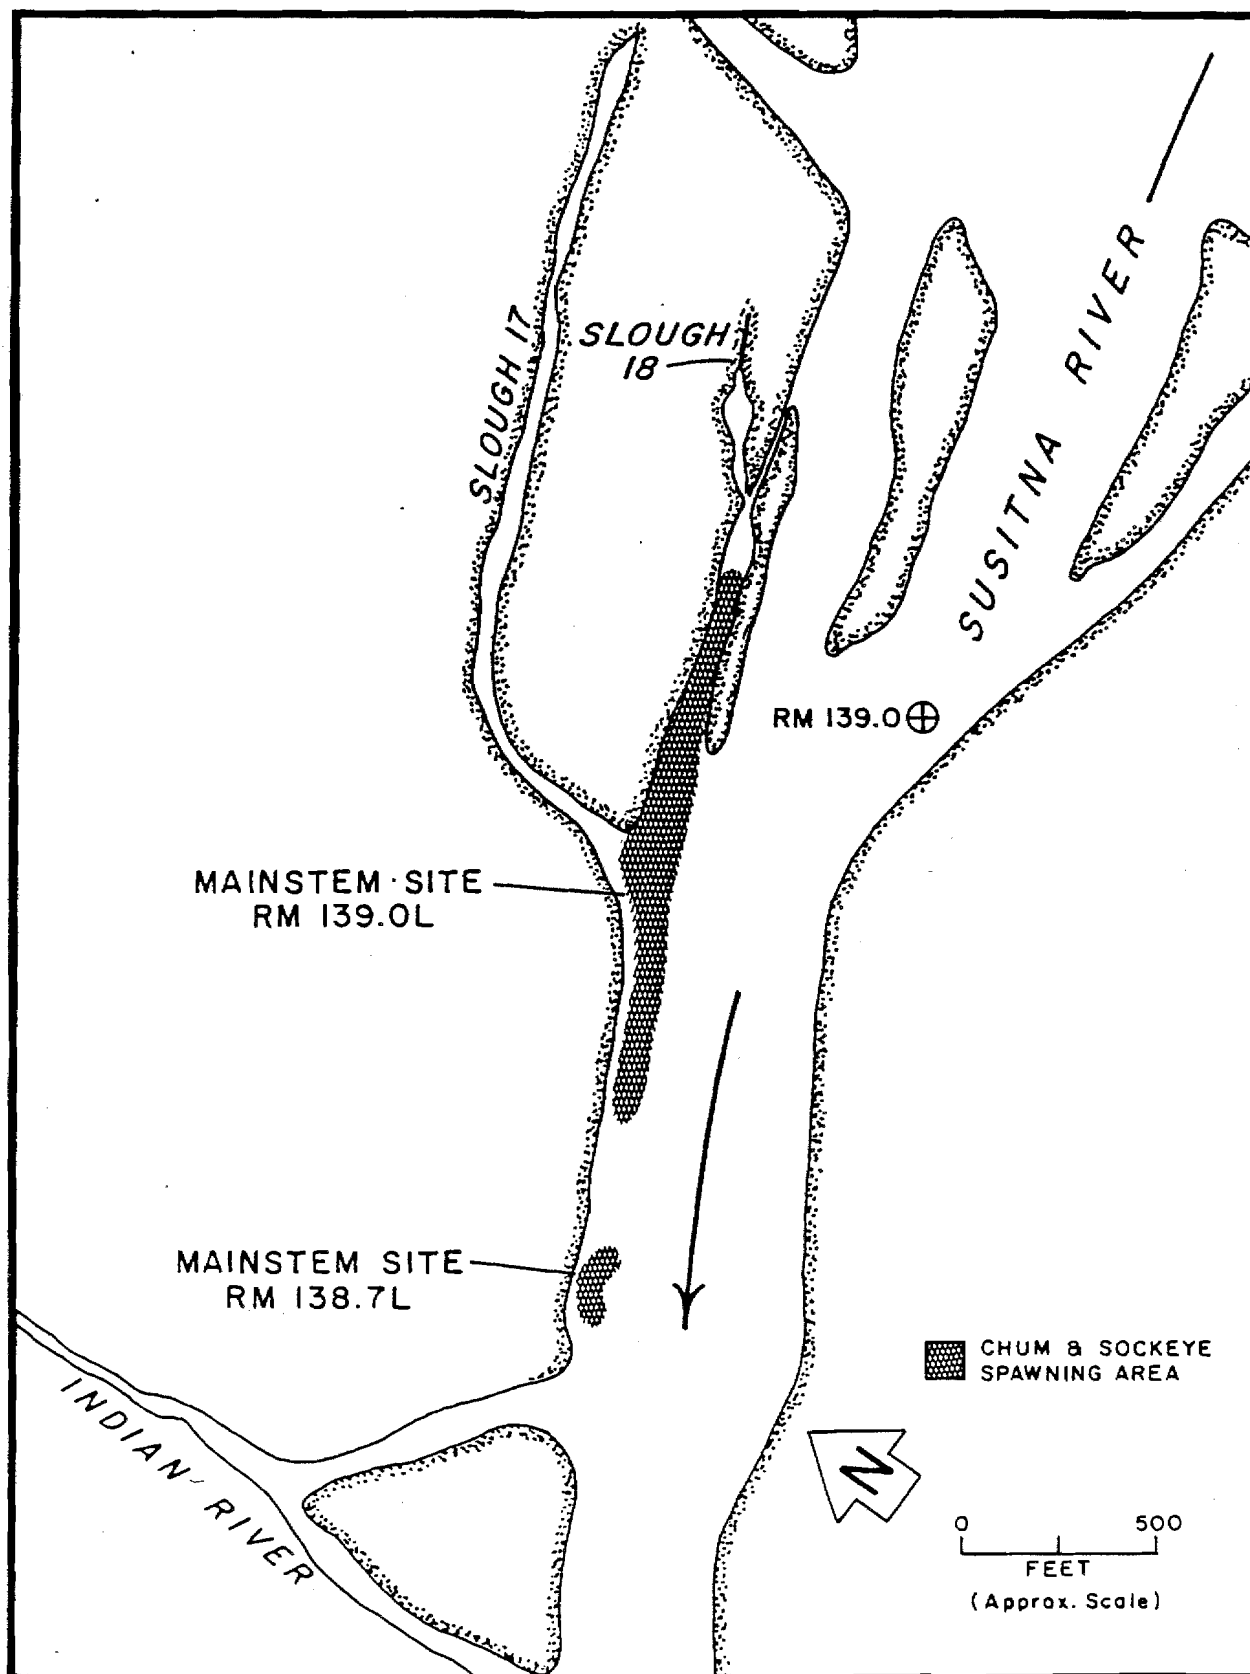 SLOUGH 17
SLOUGH
18
SUSITNA RIVER
RM 139.0
MAINSTEM SITE
RM 139.0L
MAINSTEM SITE
RM 138.7L
INDIAN RIVER
CHUM & SOCKEYE
SPAWNING AREA
N
0 500
FEET
(Approx. Scale)